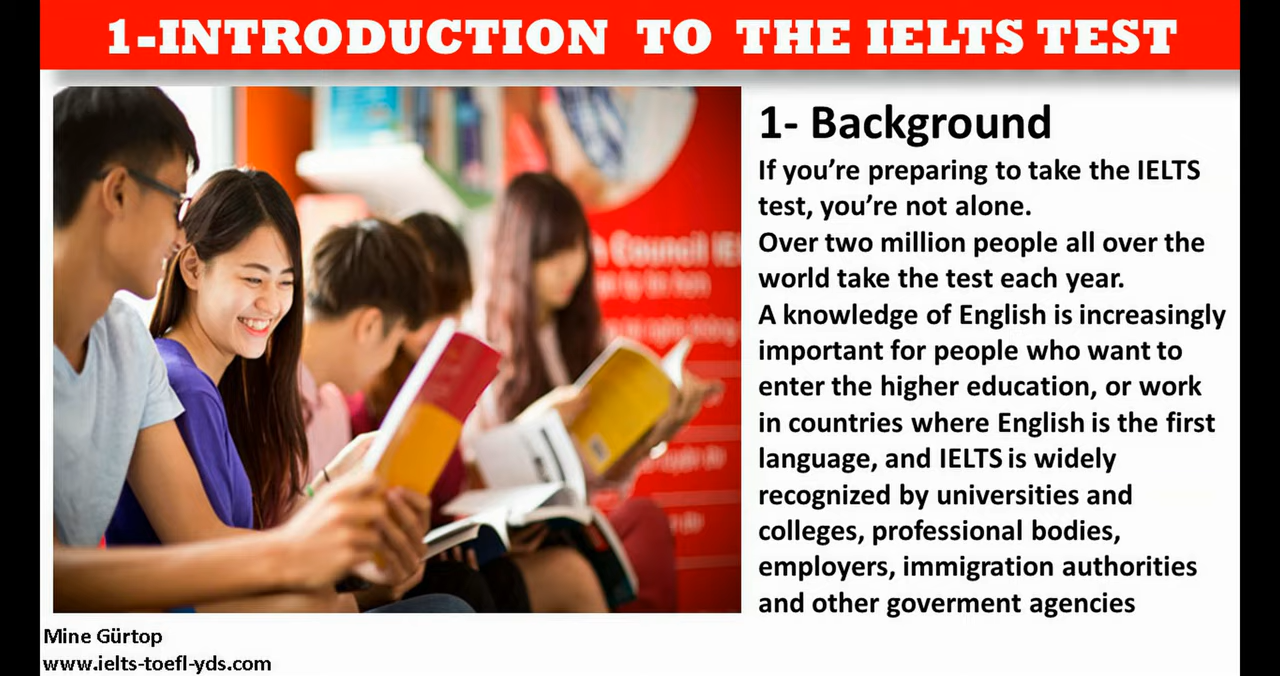 1-INTRODUCTION TO THE IELTS TEST
1- Background
If you’re preparing to take the IELTS
test, you’re not alone.
Over two million people all over the
world take the test each year.
A knowledge of English is increasingly
important for people who want to
enter the higher education, or work
in countries where English is the first
language, and IELTS is widely
recognized by universities and
colleges, professional bodies,
employers, immigration authorities
and other goverment agencies
Council
Mine Gürtop
www.ielts-toefl-yds.com